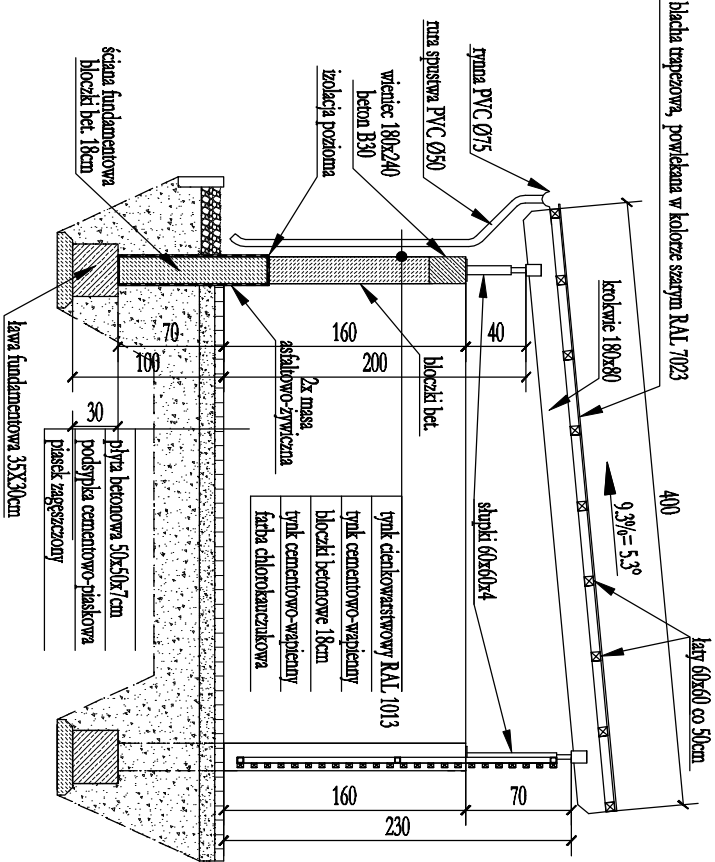 blacha trapezowa, powlekana w kolorze szarym RAL 7023
rynna PVC Ø75
rura spustwa PVC Ø50
wieniec 180x240
beton B30
izolacja pozioma
ściana fundamentowa
bloczki bet. 18cm
400
krokwie 180x80
9.3%= 5.3°
łaty 60x60 co 50cm
słupki 60x60x4
40
160
70
200
100
30
bloczki bet.
2x masa
asfaltowo-żywiczna
tynk cienkowarstwowy RAL 1013
tynk cementowo-wapienny
bloczki betonowe 18cm
tynk cementowo-wapienny
farba chlorokauczukowa
płyta betonowa 50x50x7cm
podsypka cementowo-piaskowa
piasek zagęszczony
ława fundamentowa 35X30cm
70
160
230